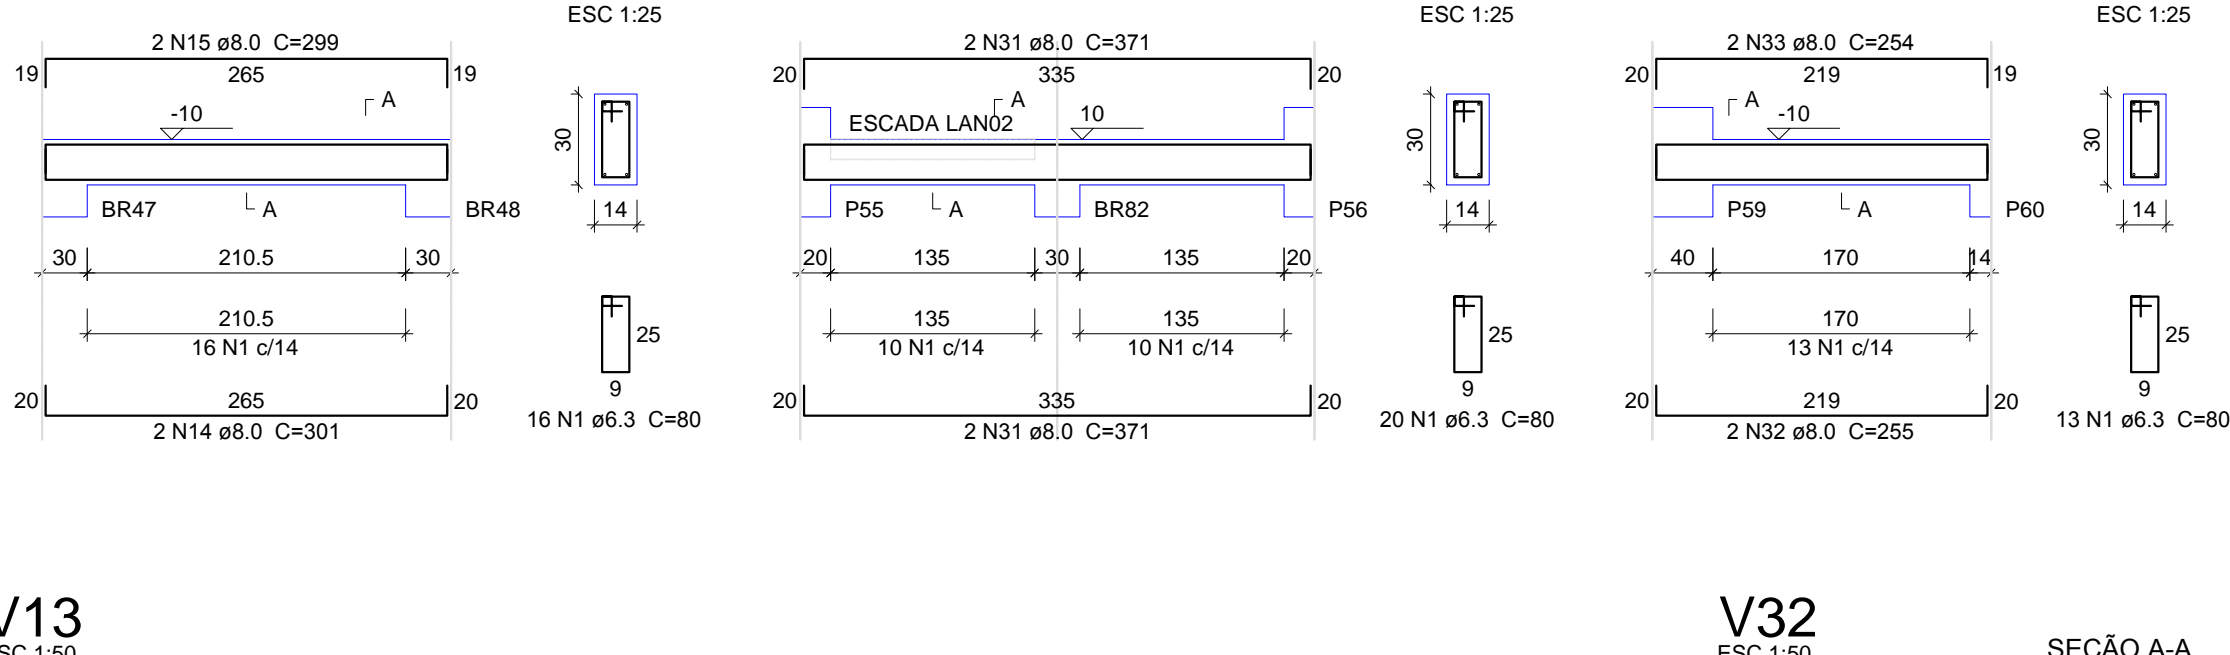 ESC 1:25
2 N15 ø8.0 C=299
19
265
19
A
-10
30
BR47
A
BR48
14
30
210.5
30
210.5
16 N1 c/14
25
9
20
265
20
16 N1 ø6.3 C=80
2 N14 ø8.0 C=301
ESC 1:25
2 N31 ø8.0 C=371
20
335
20
A
ESCADA LAN02
10
30
P55
A
BR82
P56
14
20
135
30
135
20
135
135
10 N1 c/14
10 N1 c/14
25
9
20
335
20
20 N1 ø6.3 C=80
2 N31 ø8.0 C=371
ESC 1:25
2 N33 ø8.0 C=254
20
219
19
A
-10
30
P59
A
P60
14
40
170
14
170
13 N1 c/14
25
9
20
219
20
13 N1 ø6.3 C=80
2 N32 ø8.0 C=255
V13
ESC 1:50
V32
ESC 1:50
SEÇÃO A-A